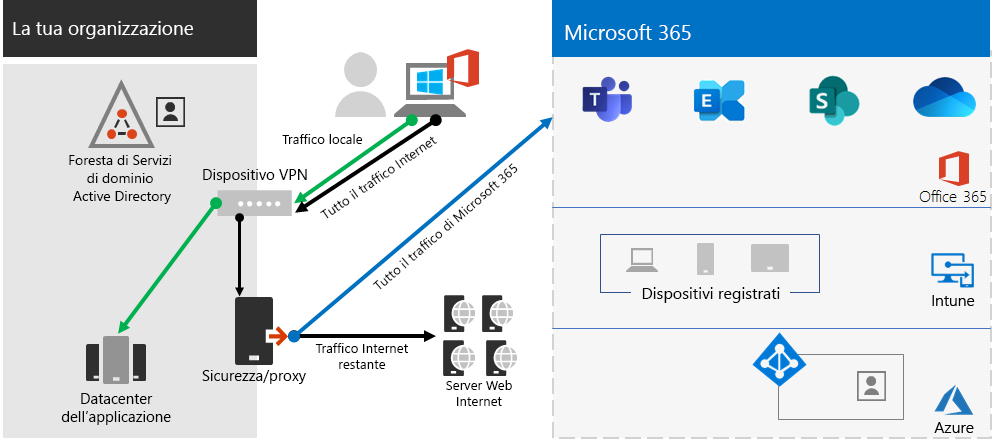 La tua organizzazione
Microsoft 365
Foresta di Servizi
di dominio
Active Directory
Traffico locale
Dispositivo VPN
Tutto il traffico Internet
Tutto il traffico di Microsoft 365
T
E
S
Office 365
Dispositivi registrati
Intune
Sicurezza/proxy
Traffico Internet
restante
Server Web
Internet
Datacenter
dell'applicazione
Azure